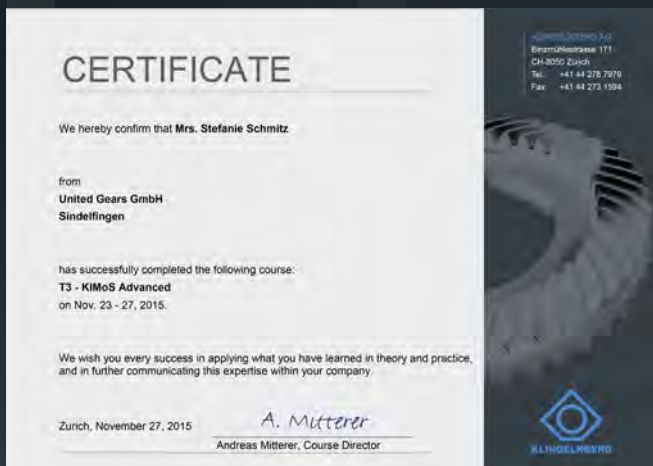 CERTIFICATE
We hereby confirm that Mrs. Stefanie Schmitz
from
United Gears GmbH
Sindelfingen
has successfully completed the following course:
T3 - KIMoS Advanced
on Nov. 23 - 27, 2015.
We wish you every success in applying what you have learned in theory and practice,
and in further communicating this expertise within your company.
Zurich, November 27, 2015
A. Mitterer
Andreas Mitterer, Course Director
KLINGELNBERG AG
Binzmühlestrasse 171
CH-8050 Zürich
Tel. +41 44 278 7979
Fax +41 44 273 1594
KLINGELNBERG